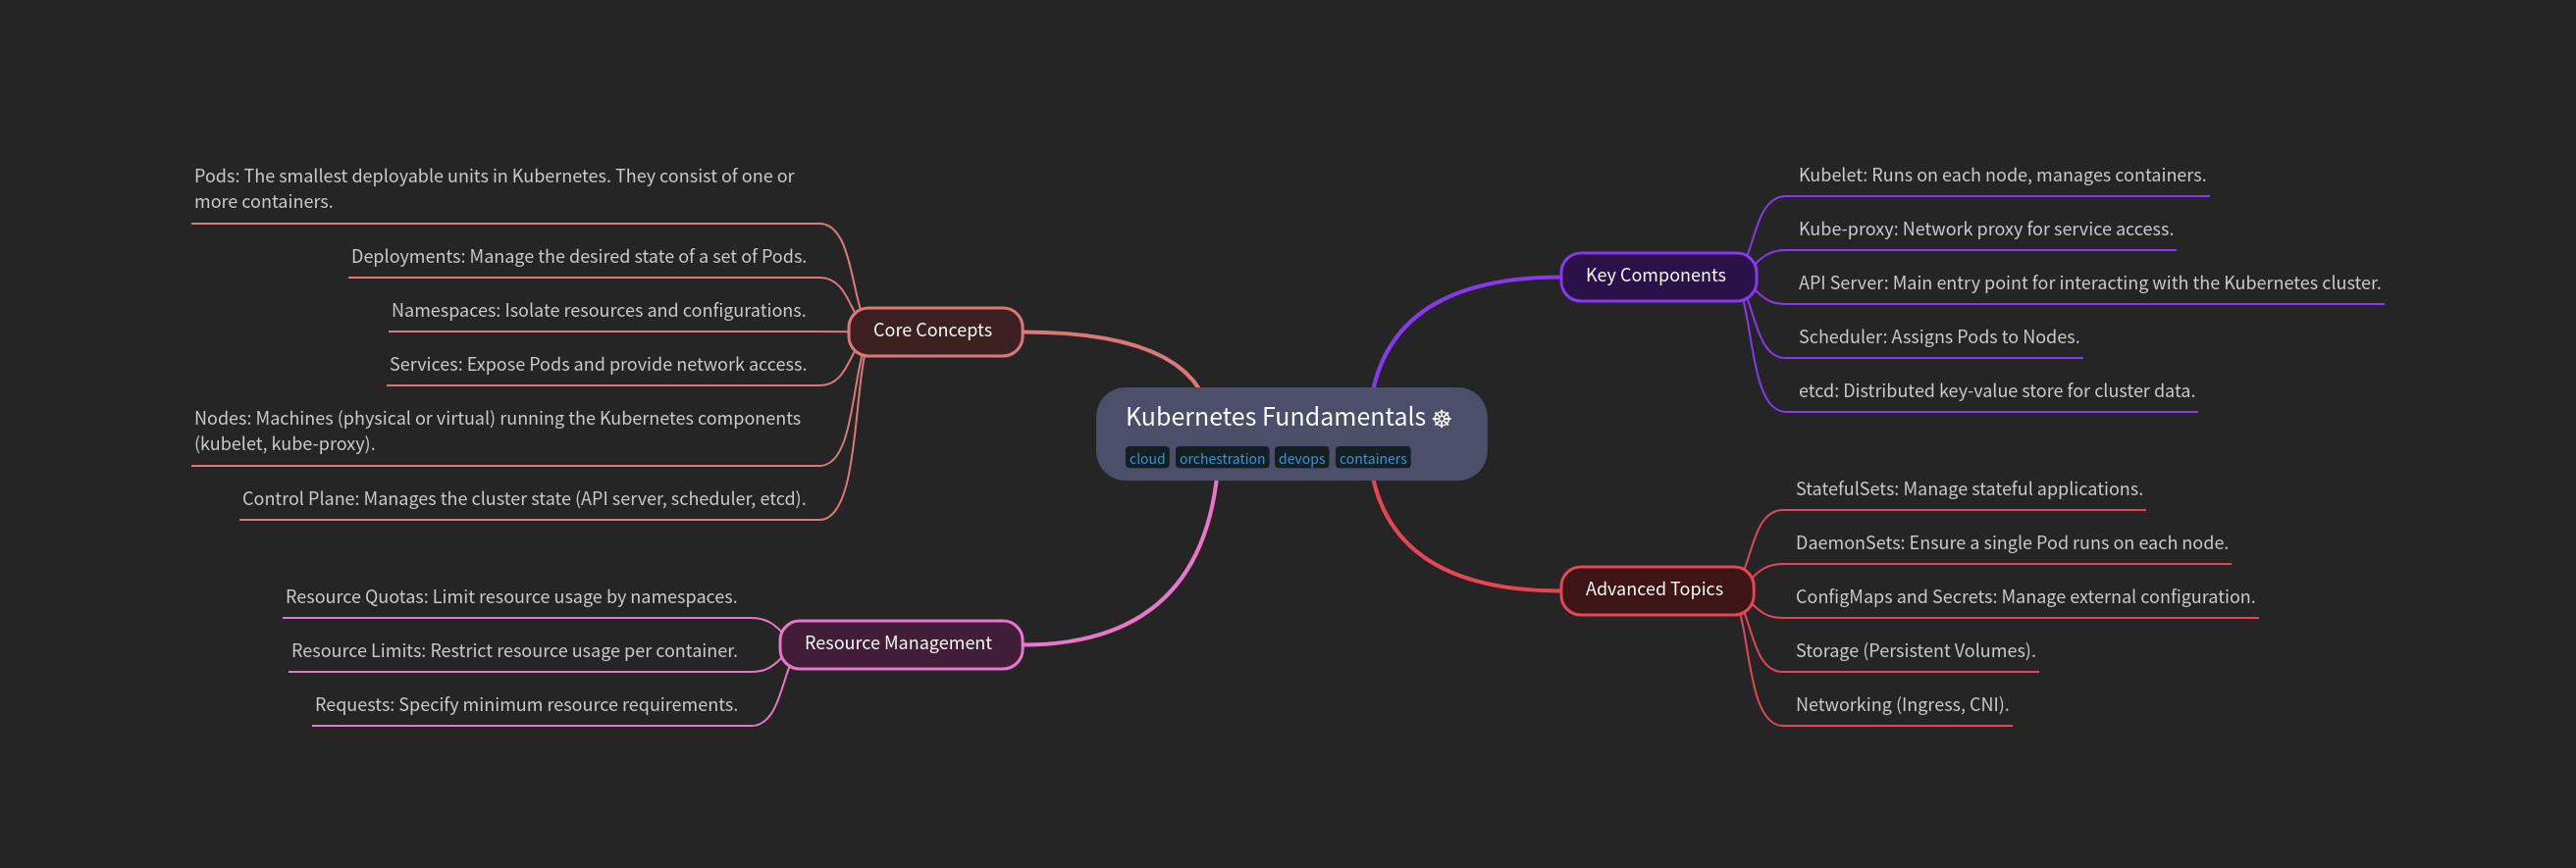 Kubernetes Fundamentals ☸
cloud orchestration devops containers
Core Concepts
Pods: The smallest deployable units in Kubernetes. They consist of one or
more containers.
Deployments: Manage the desired state of a set of Pods.
Namespaces: Isolate resources and configurations.
Services: Expose Pods and provide network access.
Nodes: Machines (physical or virtual) running the Kubernetes components
(kubelet, kube-proxy).
Control Plane: Manages the cluster state (API server, scheduler, etcd).
Resource Management
Resource Quotas: Limit resource usage by namespaces.
Resource Limits: Restrict resource usage per container.
Requests: Specify minimum resource requirements.
Key Components
Kubelet: Runs on each node, manages containers.
Kube-proxy: Network proxy for service access.
API Server: Main entry point for interacting with the Kubernetes cluster.
Scheduler: Assigns Pods to Nodes.
etcd: Distributed key-value store for cluster data.
Advanced Topics
StatefulSets: Manage stateful applications.
DaemonSets: Ensure a single Pod runs on each node.
ConfigMaps and Secrets: Manage external configuration.
Storage (Persistent Volumes).
Networking (Ingress, CNI).